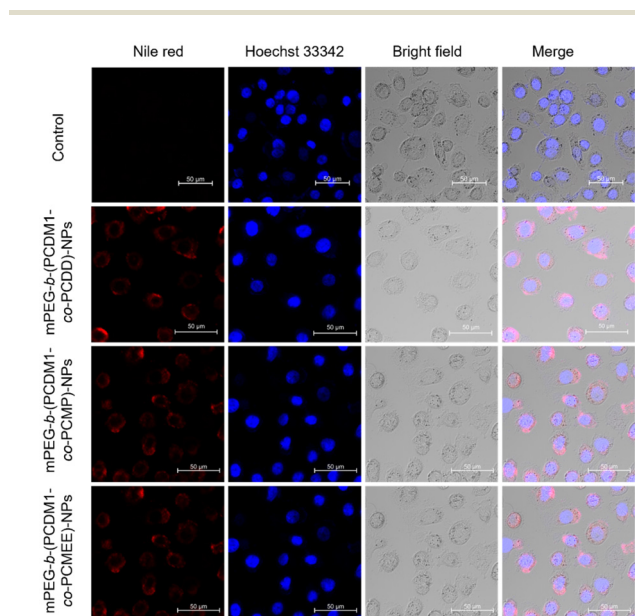 Nile red Hoechst 33342 Bright field Merge
Control
50 µm 50 µm 50 µm 50 µm
mPEG-b-(PCDM1-
co-PCDD)-NPs
50 µm 50 µm 50 µm 50 µm
mPEG-b-(PCDM1-
co-PCMP)-NPs
50 µm 50 µm 50 µm 50 µm
mPEG-b-(PCDM1-
co-PCMEE)-NPs
50 µm 50 µm 50 µm 50 µm